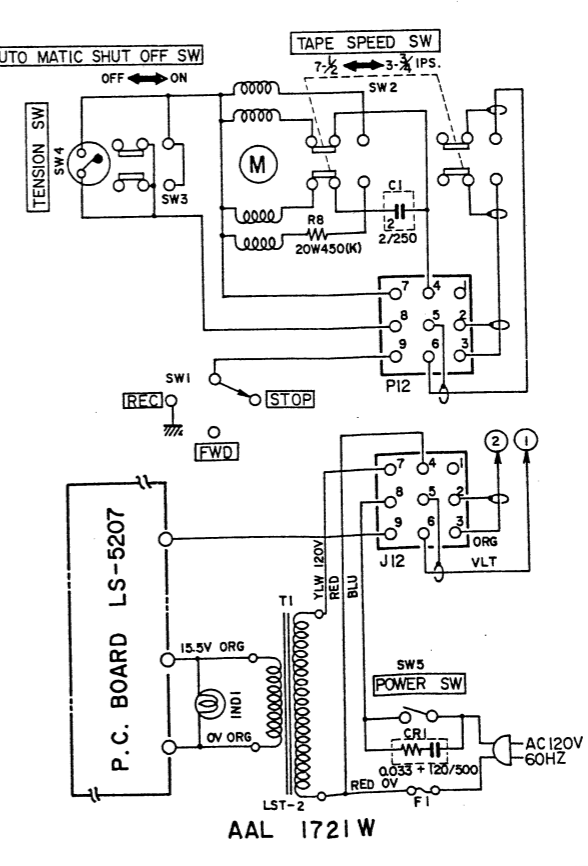 TAPE SPEED SW
UTO MATIC SHUT OFF SW
7-1/2 3-3/4 IPS.
OFF ON
SW2
TENSION SW
SW4
M
SW3
C1
R8
2
20W450(K)
2/250
7 4 1
8 5 2
9 6 3
P12
SW1
REC
STOP
FWD
2 1
7 4 1
8 5 2
9 6 3
ORG
J12
VLT
P.C. BOARD LS-5207
YLW 120V
RED
BLU
T1
15.5V ORG
SW5
POWER SW
IND1
CR1
AC120V
60HZ
0V ORG
0.033 + 120/500
RED 0V
F1
LST-2
AAL 1721W